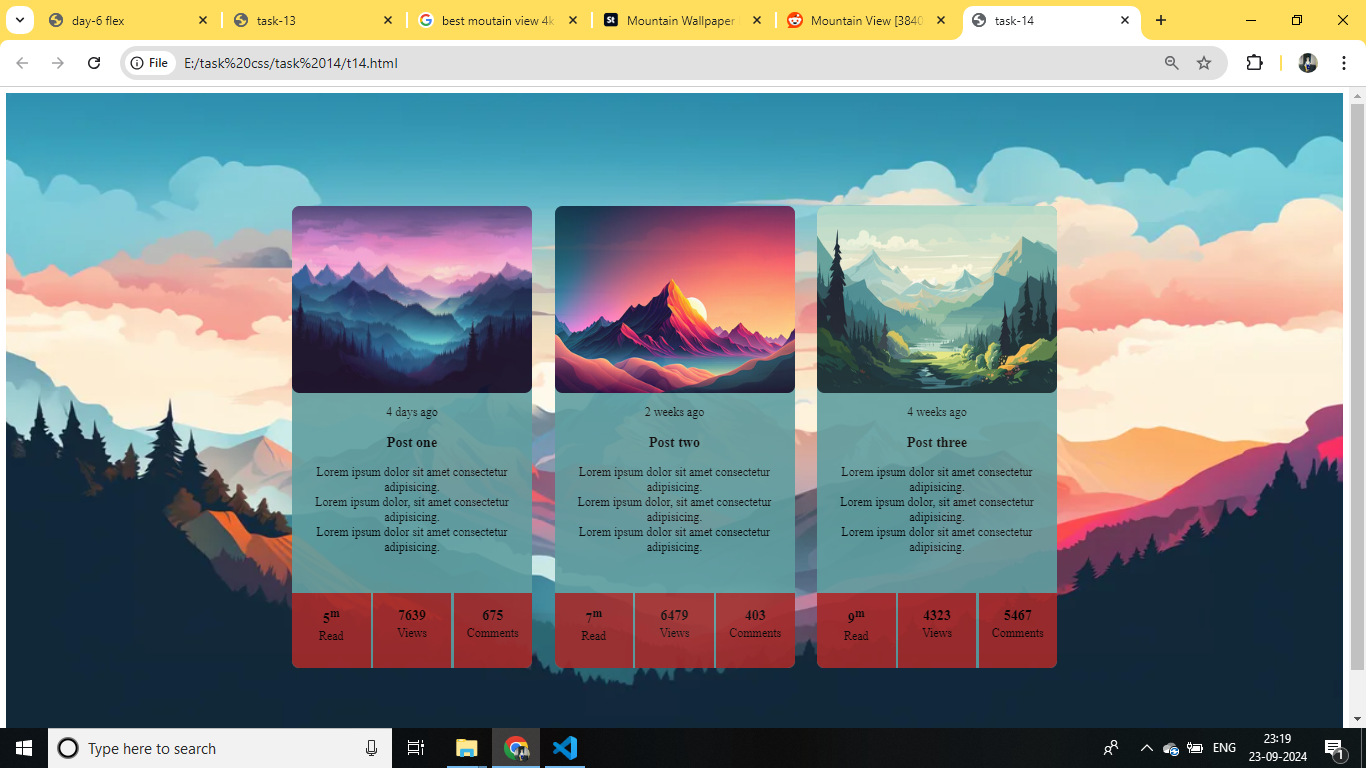 day-6 flex
task-13
best moutain view 4k
Mountain Wallpaper
Mountain View [3840
task-14
File
E:/task%20css/task%2014/t14.html
4 days ago
Post one
Lorem ipsum dolor sit amet consectetur
adipisicing.
Lorem ipsum dolor, sit amet consectetur
adipisicing.
Lorem ipsum dolor sit amet consectetur
adipisicing.
5m
Read
7639
Views
675
Comments
2 weeks ago
Post two
Lorem ipsum dolor sit amet consectetur
adipisicing.
Lorem ipsum dolor, sit amet consectetur
adipisicing.
Lorem ipsum dolor sit amet consectetur
adipisicing.
7m
Read
6479
Views
403
Comments
4 weeks ago
Post three
Lorem ipsum dolor sit amet consectetur
adipisicing.
Lorem ipsum dolor, sit amet consectetur
adipisicing.
Lorem ipsum dolor sit amet consectetur
adipisicing.
9m
Read
4323
Views
5467
Comments
Type here to search
ENG
23:19
23-09-2024
1